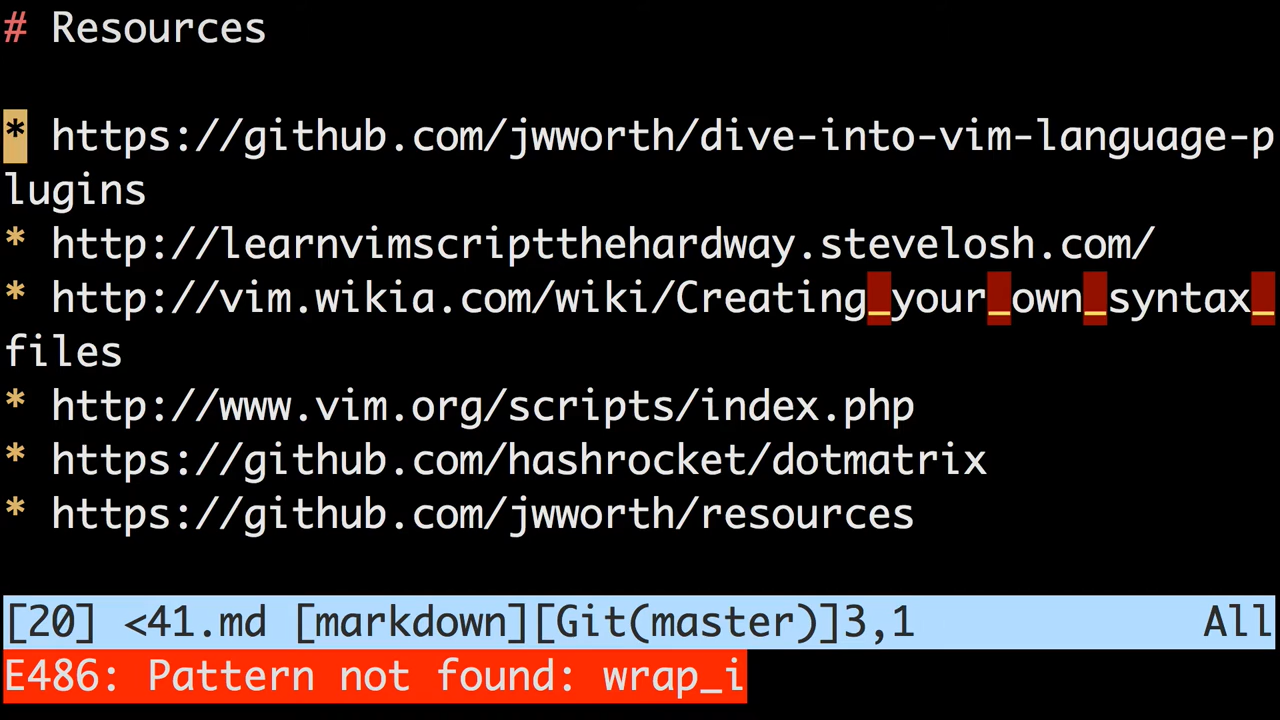 # Resources
* https://github.com/jwworth/dive-into-vim-language-p
lugins
* http://learnvimscriptthehardway.stevelosh.com/
* http://vim.wikia.com/wiki/Creating_your_own_syntax_
files
* http://www.vim.org/scripts/index.php
* https://github.com/hashrocket/dotmatrix
* https://github.com/jwworth/resources
[20] <41.md [markdown][Git(master)]3,1 All
E486: Pattern not found: wrap_i